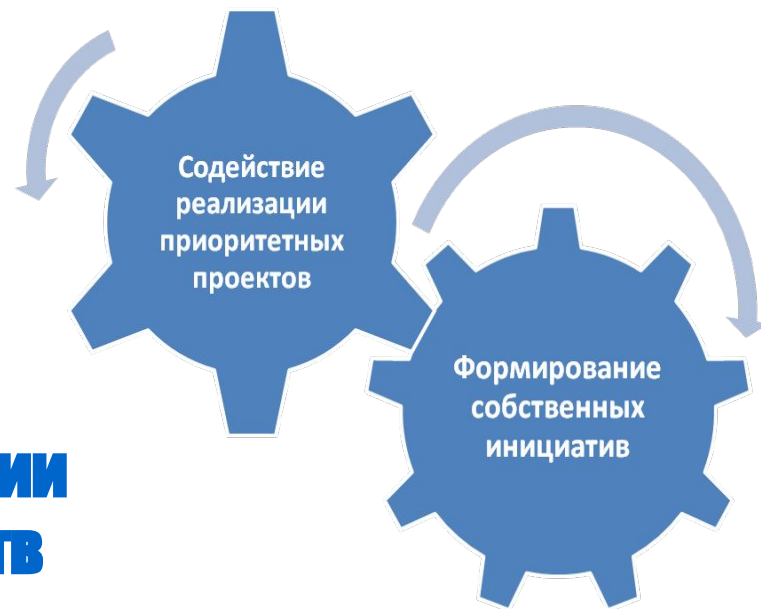 Содействие
реализации
приоритетных
проектов
Формирование
собственных
инициатив